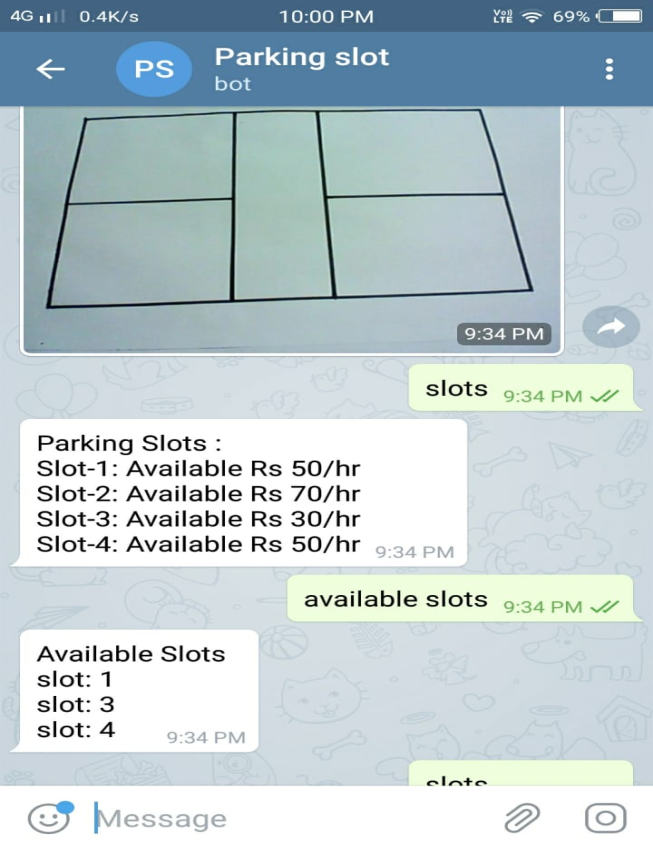 4G 0.4K/s 10:00 PM Vo)) LTE 69%
PS Parking slot
bot
9:34 PM
slots 9:34 PM
Parking Slots :
Slot-1: Available Rs 50/hr
Slot-2: Available Rs 70/hr
Slot-3: Available Rs 30/hr
Slot-4: Available Rs 50/hr 9:34 PM
available slots 9:34 PM
Available Slots
slot: 1
slot: 3
slot: 4 9:34 PM
slots
Message